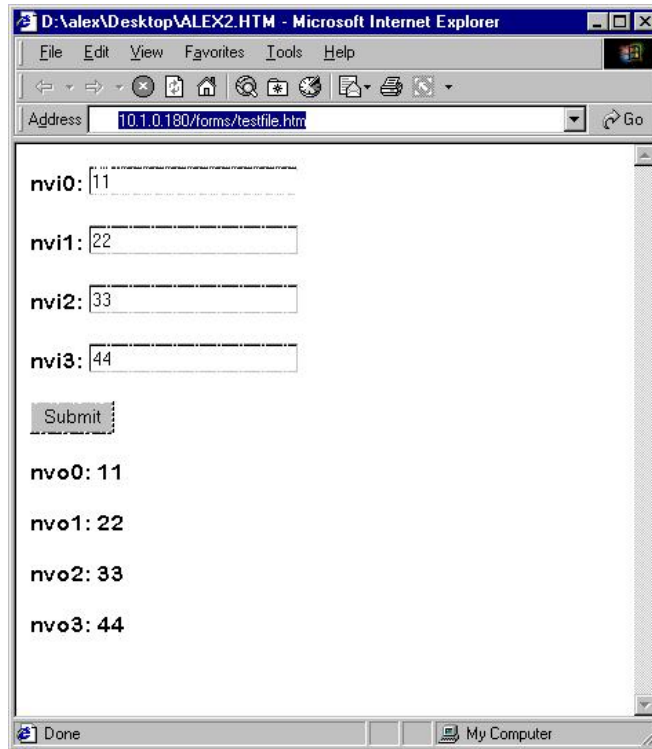 D:\alex\Desktop\ALEX2.HTM - Microsoft Internet Explorer
File Edit View Favorites Tools Help
Address 10.1.0.180/forms/testfile.htm Go
nvi0: 11
nvi1: 22
nvi2: 33
nvi3: 44
Submit
nvo0: 11
nvo1: 22
nvo2: 33
nvo3: 44
Done My Computer